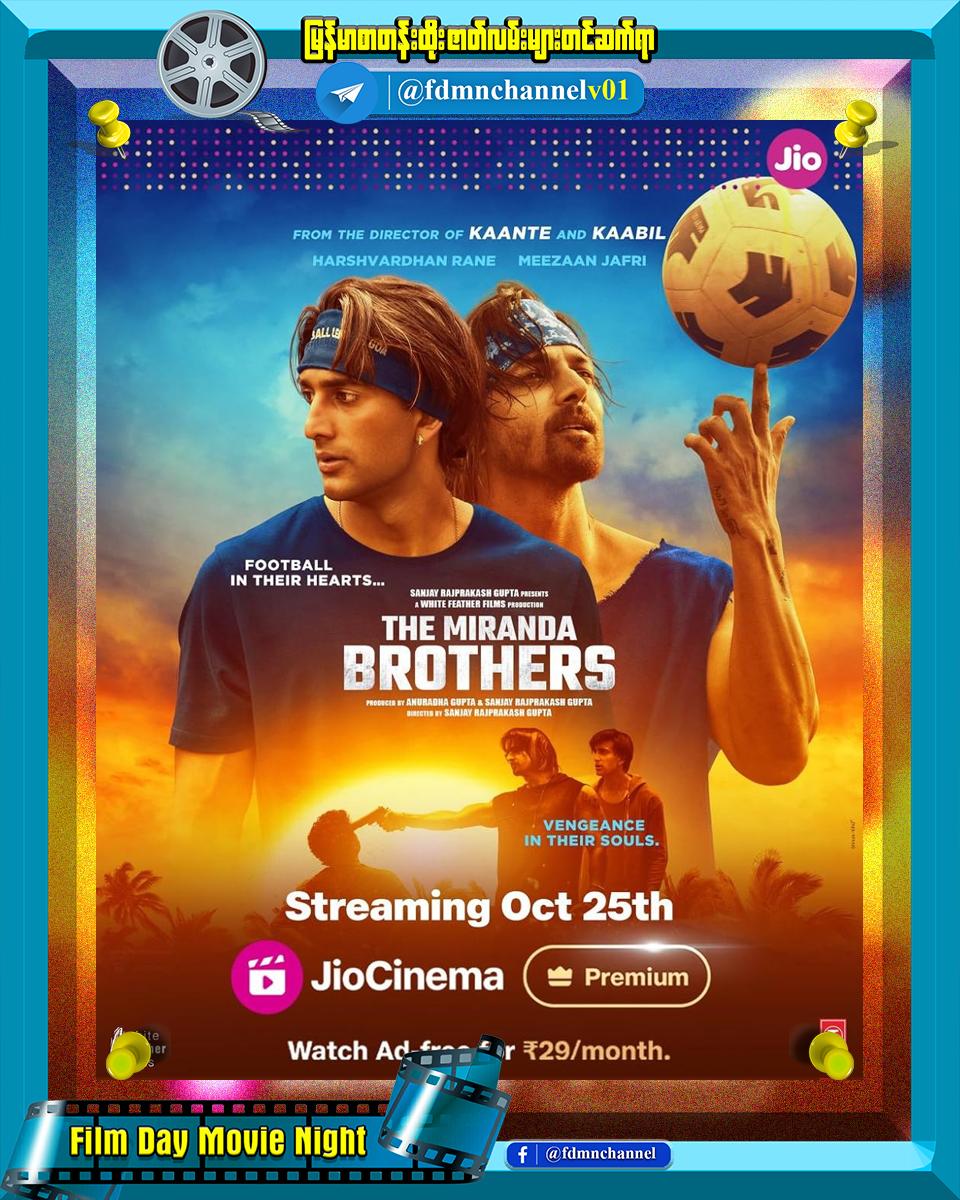 မြန်မာစာတန်းထိုးဇာတ်လမ်းများတင်ဆက်ရာ
@fdmnchannelv01
Jio
FROM THE DIRECTOR OF KAANTE AND KAABIL
HARSHVARDHAN RANE MEEZAAN JAFRI
GOA
FOOTBALL
IN THEIR HEARTS...
SANJAY RAJPRAKASH GUPTA PRESENTS
A WHITE FEATHER FILMS PRODUCTION
THE MIRANDA
BROTHERS
PRODUCED BY ANURADHA GUPTA & SANJAY RAJPRAKASH GUPTA
DIRECTED BY SANJAY RAJPRAKASH GUPTA
VENGEANCE
IN THEIR SOULS.
Streaming Oct 25th
JioCinema Premium
Watch Ad ₹29/month.
Film Day Movie Night
@fdmnchannel